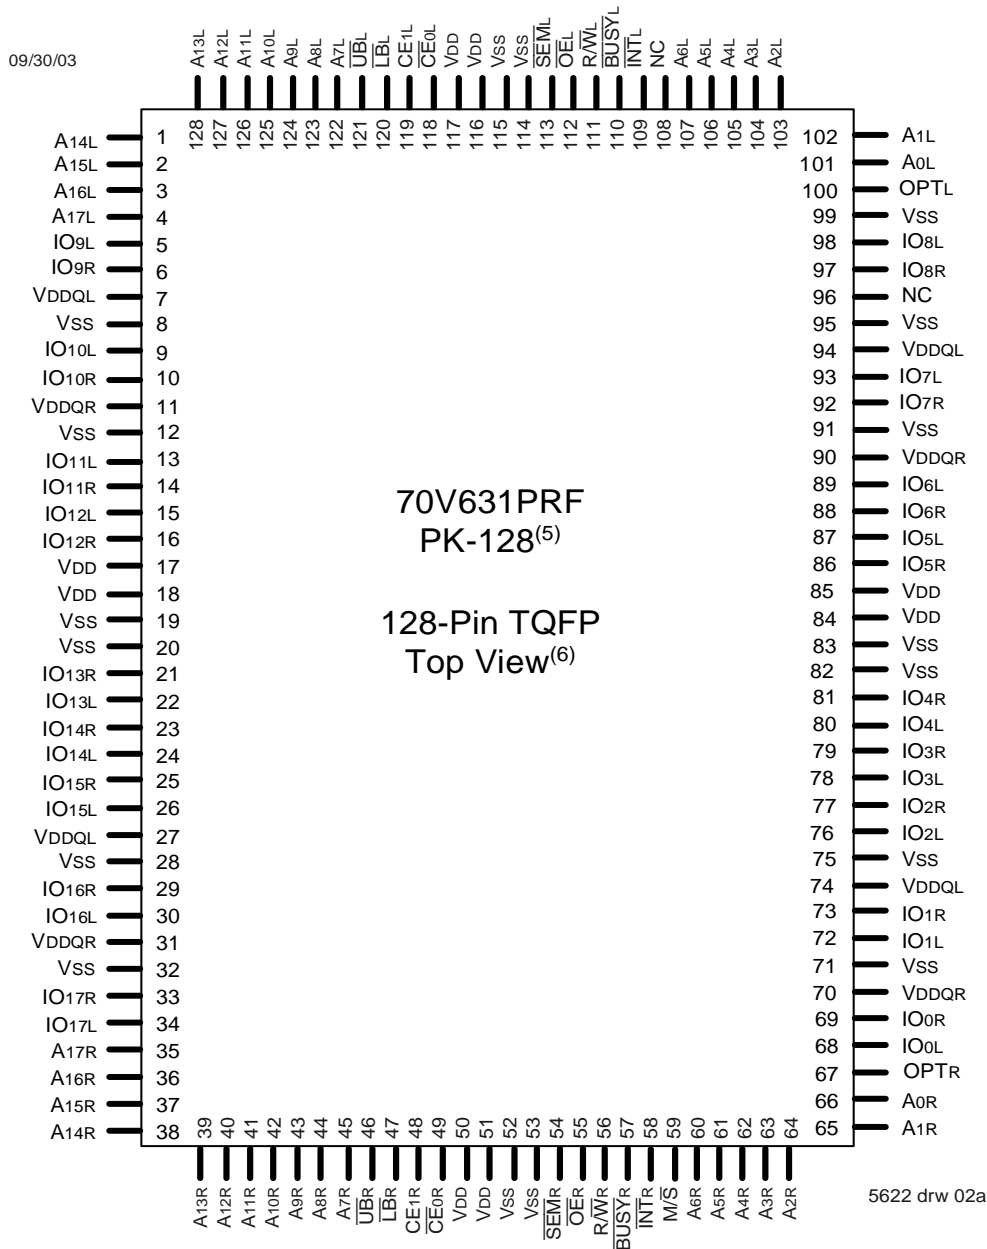 09/30/03
A13L A12L A11L A10L A9L A8L A7L UBL LBL CE1L CE0L VDD VDD VSS VSS SEML OEL R/WL BUSYL INTL NC A6L A5L A4L A3L A2L
128 127 126 125 124 123 122 121 120 119 118 117 116 115 114 113 112 111 110 109 108 107 106 105 104 103
A14L 1
A15L 2
A16L 3
A17L 4
IO9L 5
IO9R 6
VDDQL 7
VSS 8
IO10L 9
IO10R 10
VDDQR 11
VSS 12
IO11L 13
IO11R 14
IO12L 15
IO12R 16
VDD 17
VDD 18
VSS 19
VSS 20
IO13R 21
IO13L 22
IO14R 23
IO14L 24
IO15R 25
IO15L 26
VDDQL 27
VSS 28
IO16R 29
IO16L 30
VDDQR 31
VSS 32
IO17R 33
IO17L 34
A17R 35
A16R 36
A15R 37
A14R 38
70V631PRF
PK-128(5)
128-Pin TQFP
Top View(6)
102 A1L
101 A0L
100 OPTL
99 VSS
98 IO8L
97 IO8R
96 NC
95 VSS
94 VDDQL
93 IO7L
92 IO7R
91 VSS
90 VDDQR
89 IO6L
88 IO6R
87 IO5L
86 IO5R
85 VDD
84 VDD
83 VSS
82 VSS
81 IO4R
80 IO4L
79 IO3R
78 IO3L
77 IO2R
76 IO2L
75 VSS
74 VDDQL
73 IO1R
72 IO1L
71 VSS
70 VDDQR
69 IO0R
68 IO0L
67 OPTR
66 A0R
65 A1R
39 40 41 42 43 44 45 46 47 48 49 50 51 52 53 54 55 56 57 58 59 60 61 62 63 64
A13R A12R A11R A10R A9R A8R A7R UBR LBR CE1R CE0R VDD VDD VSS VSS SEMR OER R/WR BUSYR INTR M/S A6R A5R A4R A3R A2R
5622 drw 02a